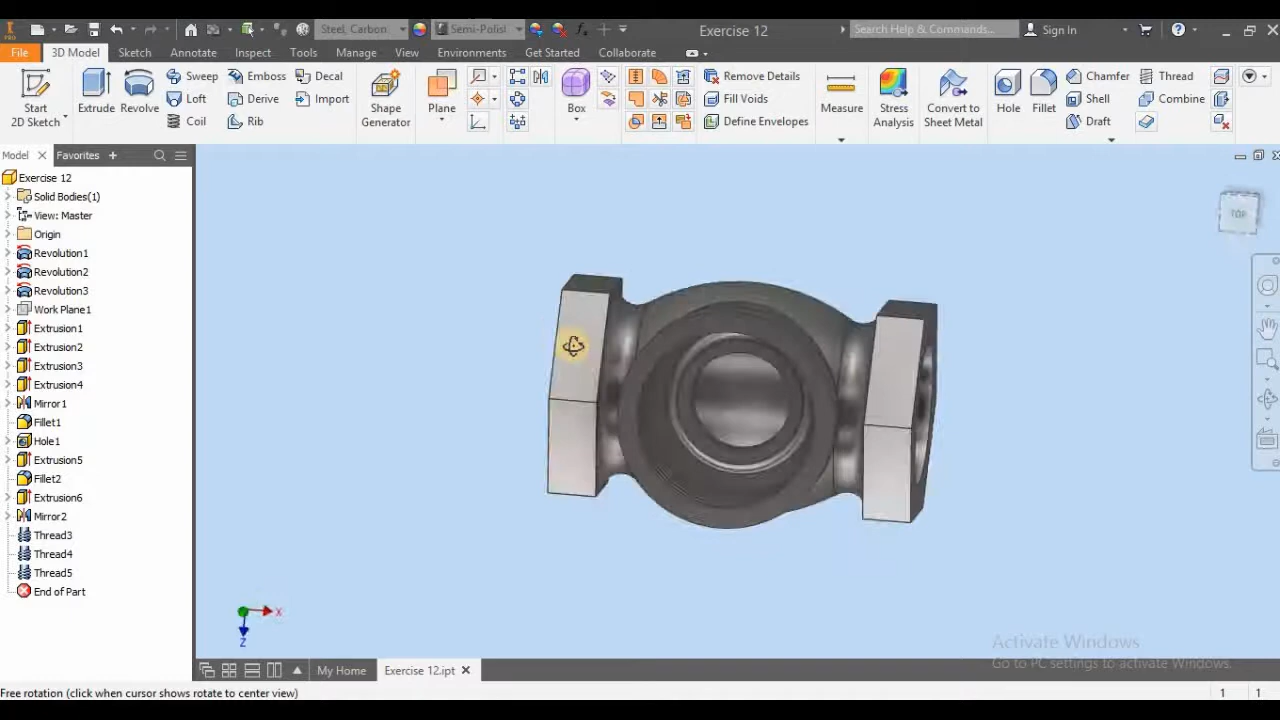 PRO
Steel, Carbon
Semi-Polisl
Exercise 12
Search Help & Commands...
Sign In
File 3D Model Sketch Annotate Inspect Tools Manage View Environments Get Started Collaborate
Start
2D Sketch
Extrude
Revolve
Sweep
Loft
Coil
Emboss
Derive
Rib
Decal
Import
Shape
Generator
Plane
Box
Remove Details
Fill Voids
Define Envelopes
Measure
Stress
Analysis
Convert to
Sheet Metal
Hole
Fillet
Chamfer
Shell
Draft
Thread
Combine
Model
Favorites
Exercise 12
Solid Bodies(1)
View: Master
Origin
Revolution1
Revolution2
Revolution3
Work Plane1
Extrusion1
Extrusion2
Extrusion3
Extrusion4
Mirror1
Fillet1
Hole1
Extrusion5
Fillet2
Extrusion6
Mirror2
Thread3
Thread4
Thread5
End of Part
TOP
X
Z
Activate Windows
Go to PC settings to activate Windows.
My Home
Exercise 12.ipt
Free rotation (click when cursor shows rotate to center view)
1 1